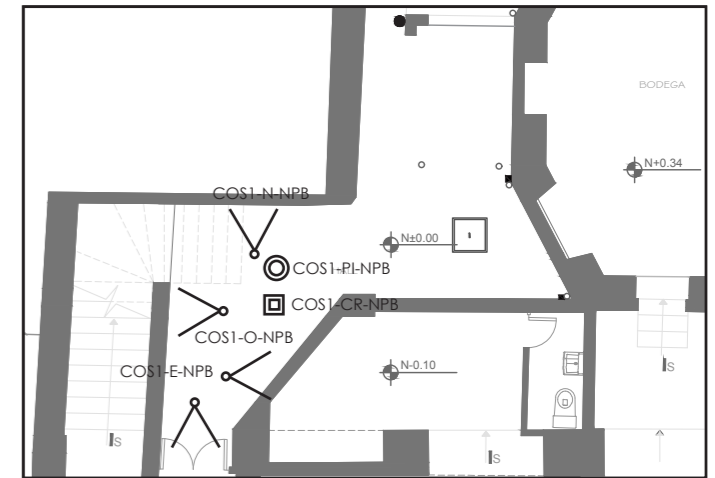 BODEGA
N+0.34
COS1-N-NPB
N±0.00
COS1-PI-NPB
COS1-CR-NPB
COS1-O-NPB
COS1-E-NPB
N-0.10
S
S
S